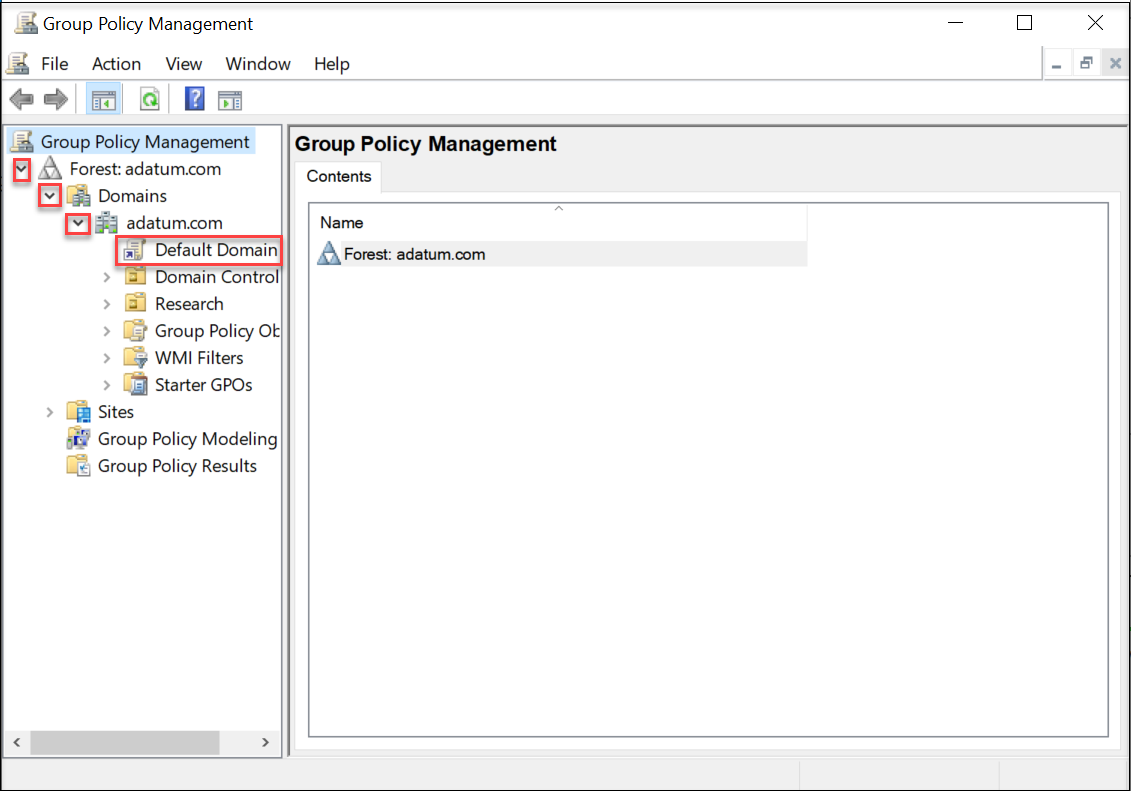 Group Policy Management
File Action View Window Help
Group Policy Management
Forest: adatum.com
Domains
adatum.com
Default Domain
Domain Control
Research
Group Policy Ob
WMI Filters
Starter GPOs
Sites
Group Policy Modeling
Group Policy Results
Group Policy Management
Contents
Name
Forest: adatum.com